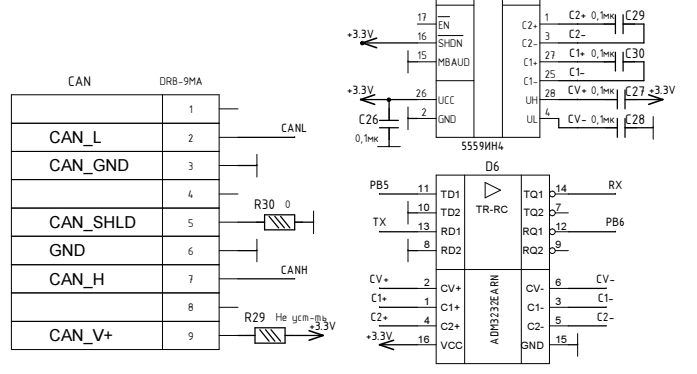 CAN DRB-9MA
1
CAN_L 2 CANL
CAN_GND 3
4
CAN_SHLD 5 R30 0
GND 6
CAN_H 7 CANH
8
CAN_V+ 9 R29 Не уст-ть +3.3V
17 EN C2+ 1 C2+ 0,1мк C29
+3.3V 16 SHDN C2- 3 C2-
15 MBAUD C1+ 27 C1+ 0,1мк C30
C1- 25 C1-
+3.3V 26 UCC UH 28 CV+ 0,1мк C27 +3.3V
C26 2 GND UL 4 CV- 0,1мк C28
0,1мк
5559ИН4
D6
PB5 11 TD1 TR-RC TQ1 14 RX
10 TD2 TQ2 7
TX 13 RD1 RQ1 12 PB6
8 RD2 RQ2 9
ADM3232EARN
CV+ 2 CV+ CV- 6 CV-
C1+ 1 C1+ C1- 3 C1-
C2+ 4 C2+ C2- 5 C2-
+3.3V 16 VCC GND 15